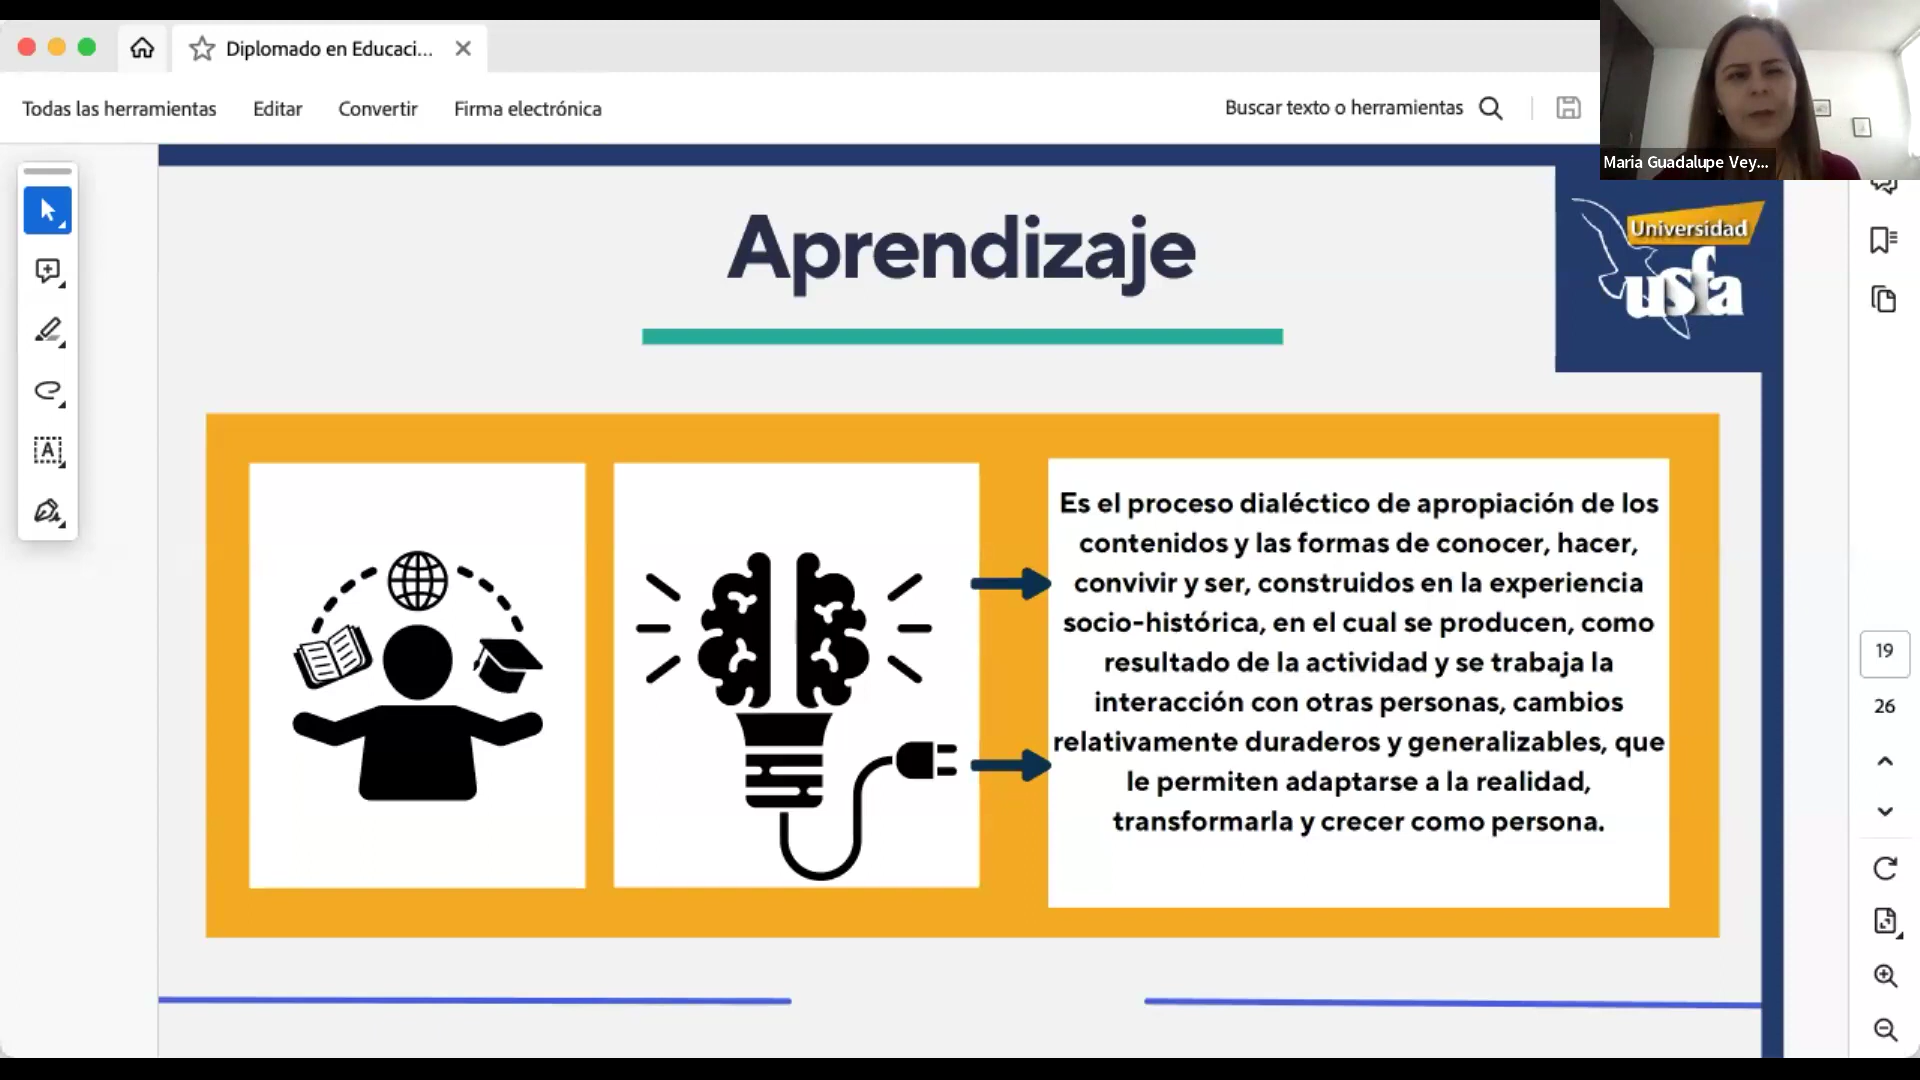 Diplomado en Educaci...
Todas las herramientas
Editar
Convertir
Firma electrónica
Buscar texto o herramientas
Maria Guadalupe Vey...
Aprendizaje
Universidad
usfa
Es el proceso dialéctico de apropiación de los
contenidos y las formas de conocer, hacer,
convivir y ser, construidos en la experiencia
socio-histórica, en el cual se producen, como
resultado de la actividad y se trabaja la
interacción con otras personas, cambios
relativamente duraderos y generalizables, que
le permiten adaptarse a la realidad,
transformarla y crecer como persona.
19
26